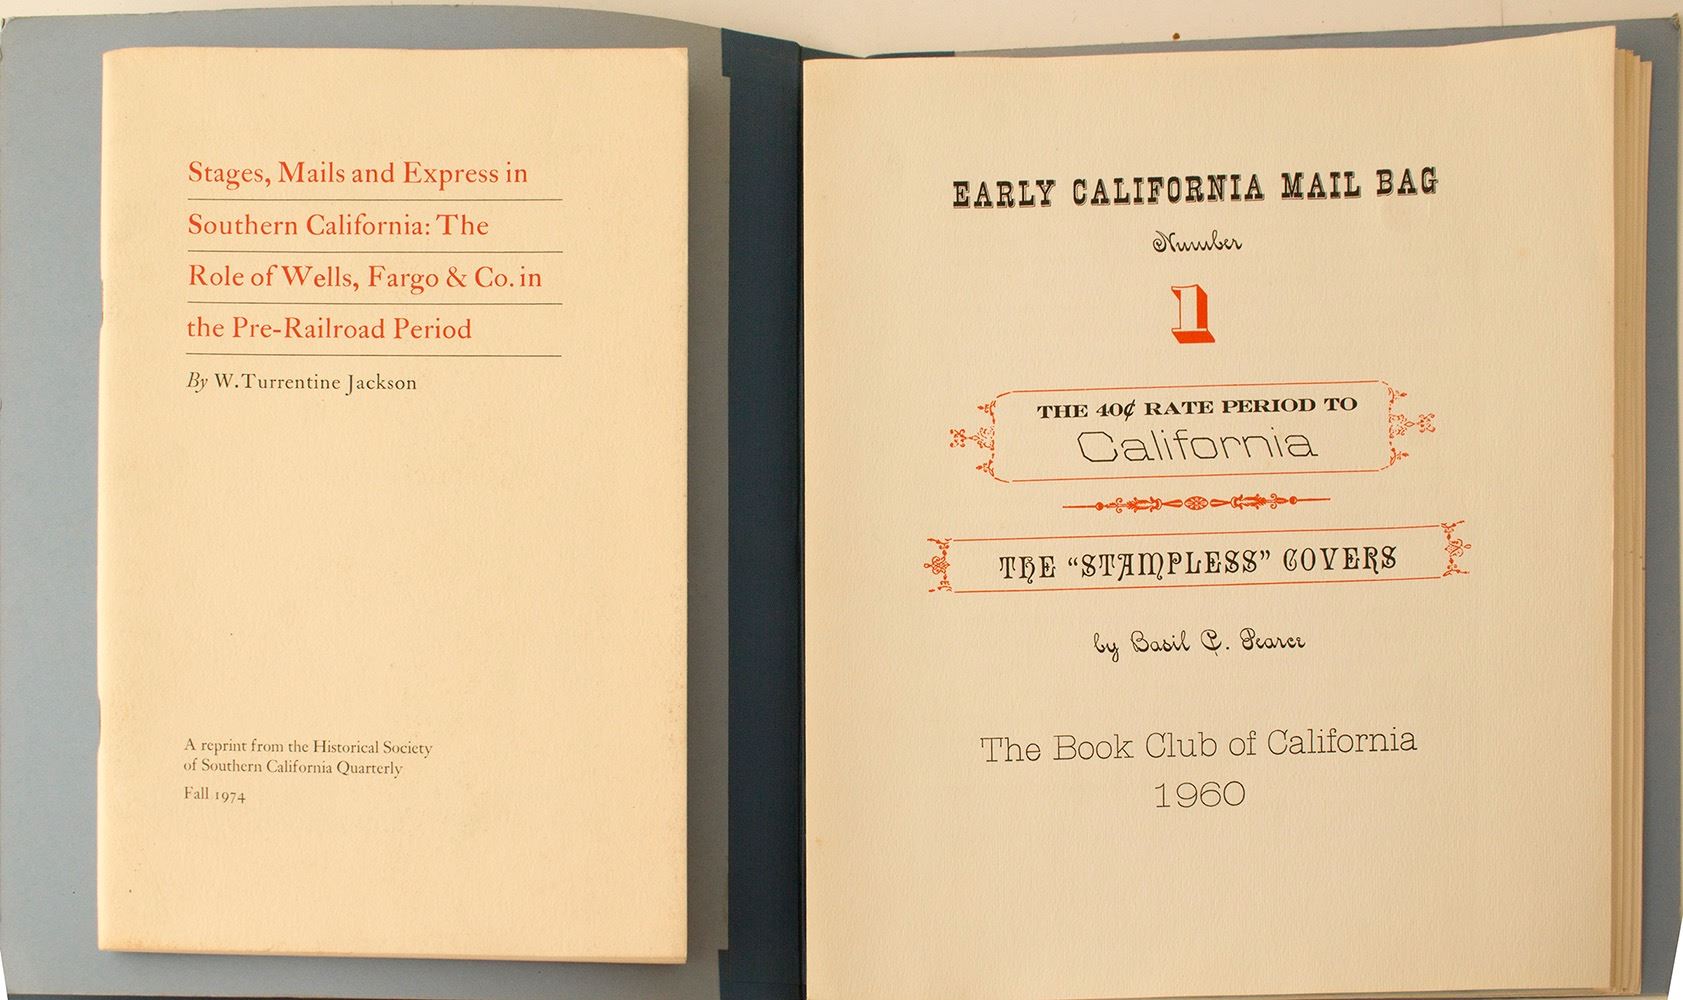 Stages, Mails and Express in
Southern California: The
Role of Wells, Fargo & Co. in
the Pre-Railroad Period
By W. Turrentine Jackson
A reprint from the Historical Society
of Southern California Quarterly
Fall 1974
EARLY CALIFORNIA MAIL BAG
Number
1
THE 40¢ RATE PERIOD TO
California
THE “STAMPLESS” COVERS
by Basil C. Pearce
The Book Club of California
1960